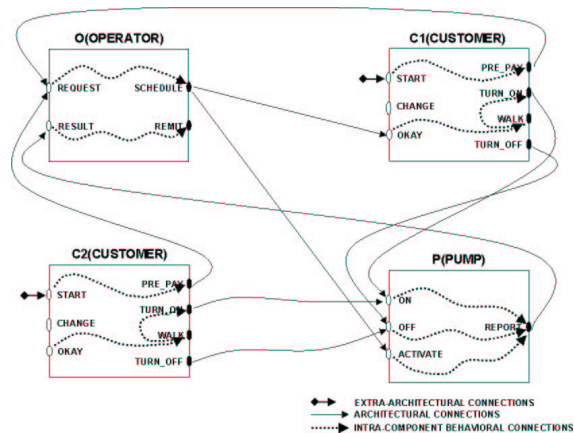 O(OPERATOR)
REQUEST SCHEDULE
RESULT REMIT
C1(CUSTOMER)
PRE_PAY
START
TURN_ON
CHANGE
WALK
OKAY
TURN_OFF
C2(CUSTOMER)
PRE_PAY
START
TURN_ON
CHANGE
WALK
OKAY
TURN_OFF
P(PUMP)
ON
OFF REPORT
ACTIVATE
EXTRA-ARCHITECTURAL CONNECTIONS
ARCHITECTURAL CONNECTIONS
INTRA-COMPONENT BEHAVIORAL CONNECTIONS